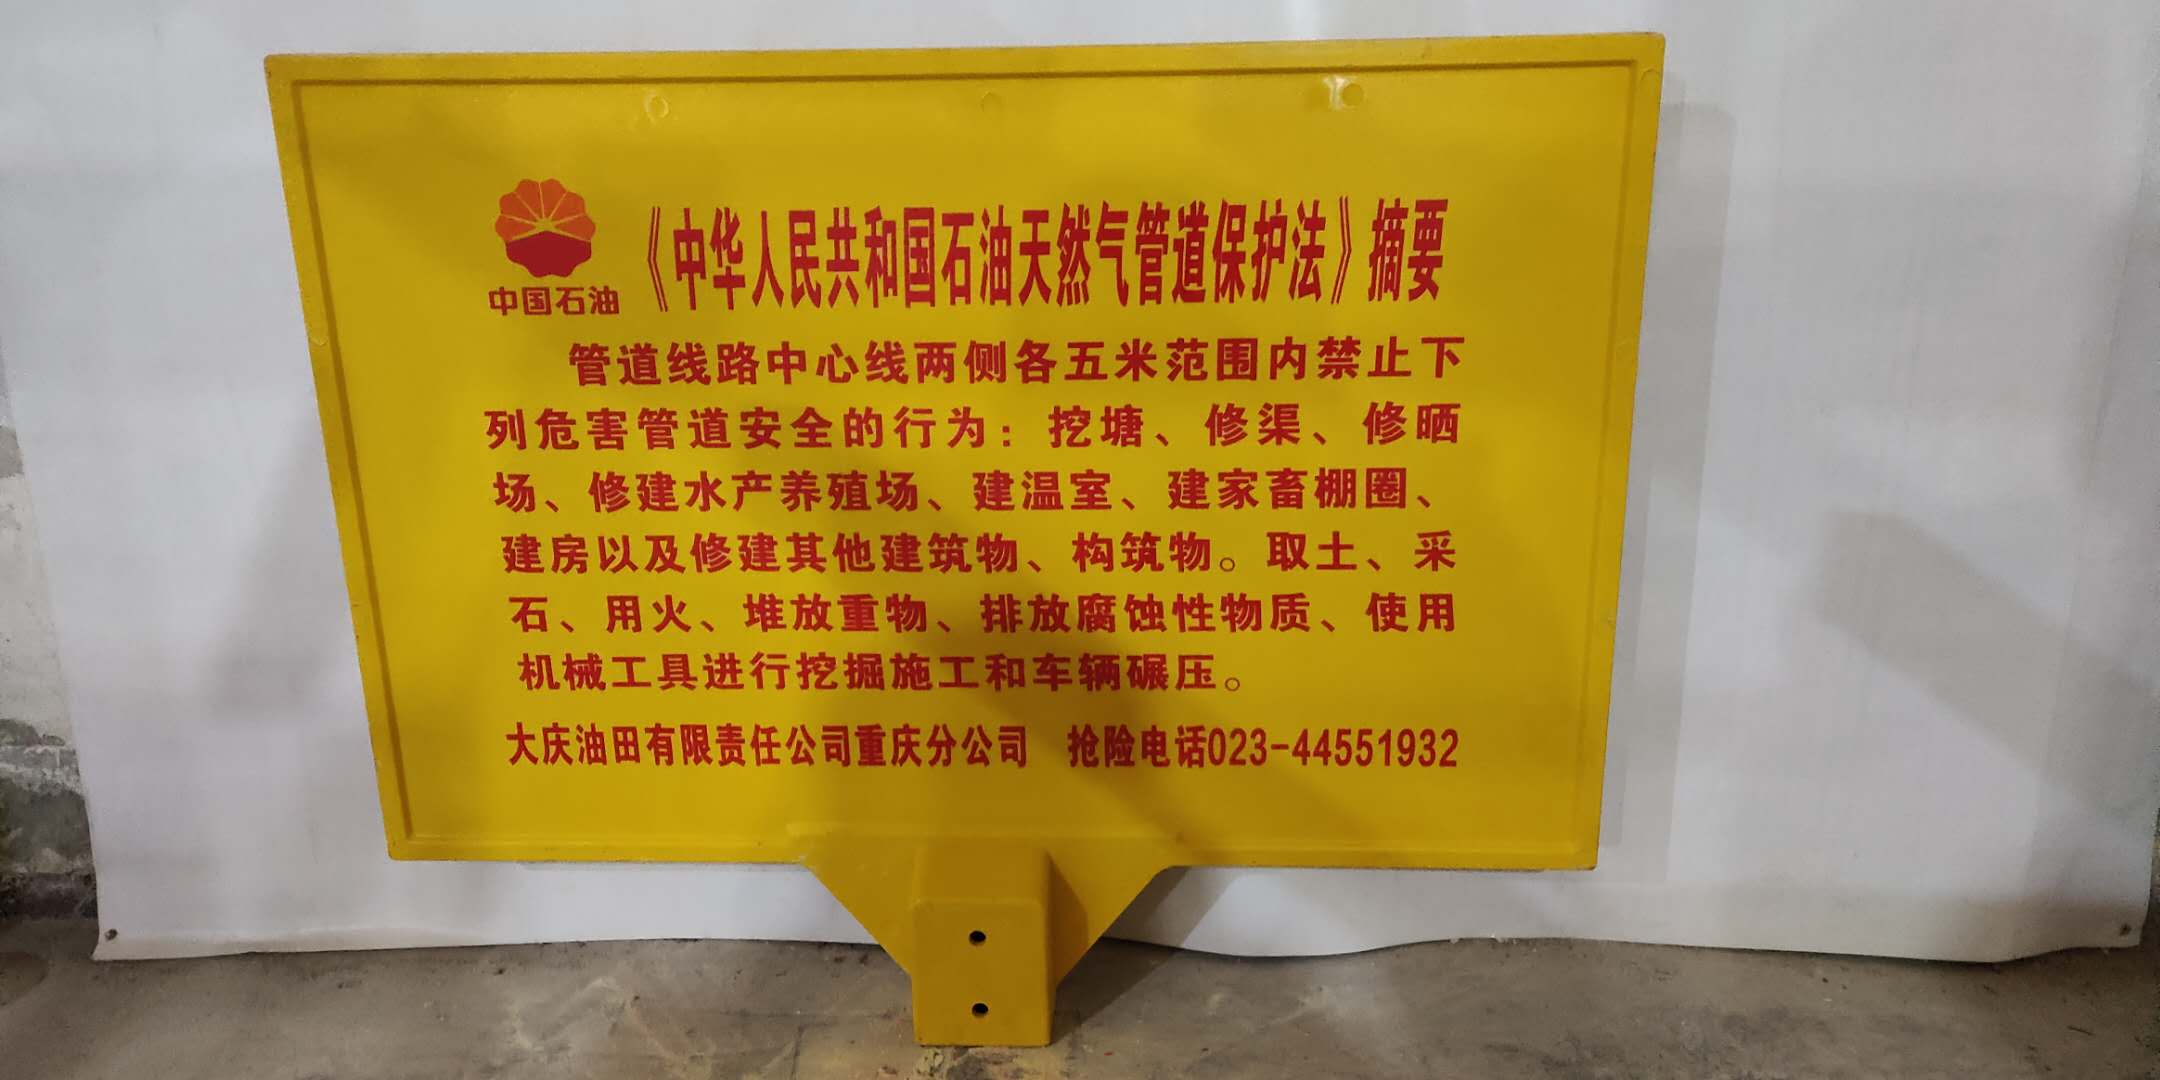 中国石油
《中华人民共和国石油天然气管道保护法》摘要
管道线路中心线两侧各五米范围内禁止下
列危害管道安全的行为：挖塘、修渠、修晒
场、修建水产养殖场、建温室、建家畜棚圈、
建房以及修建其他建筑物、构筑物。取土、采
石、用火、堆放重物、排放腐蚀性物质、使用
机械工具进行挖掘施工和车辆碾压。
大庆油田有限责任公司重庆分公司 抢险电话023-44551932